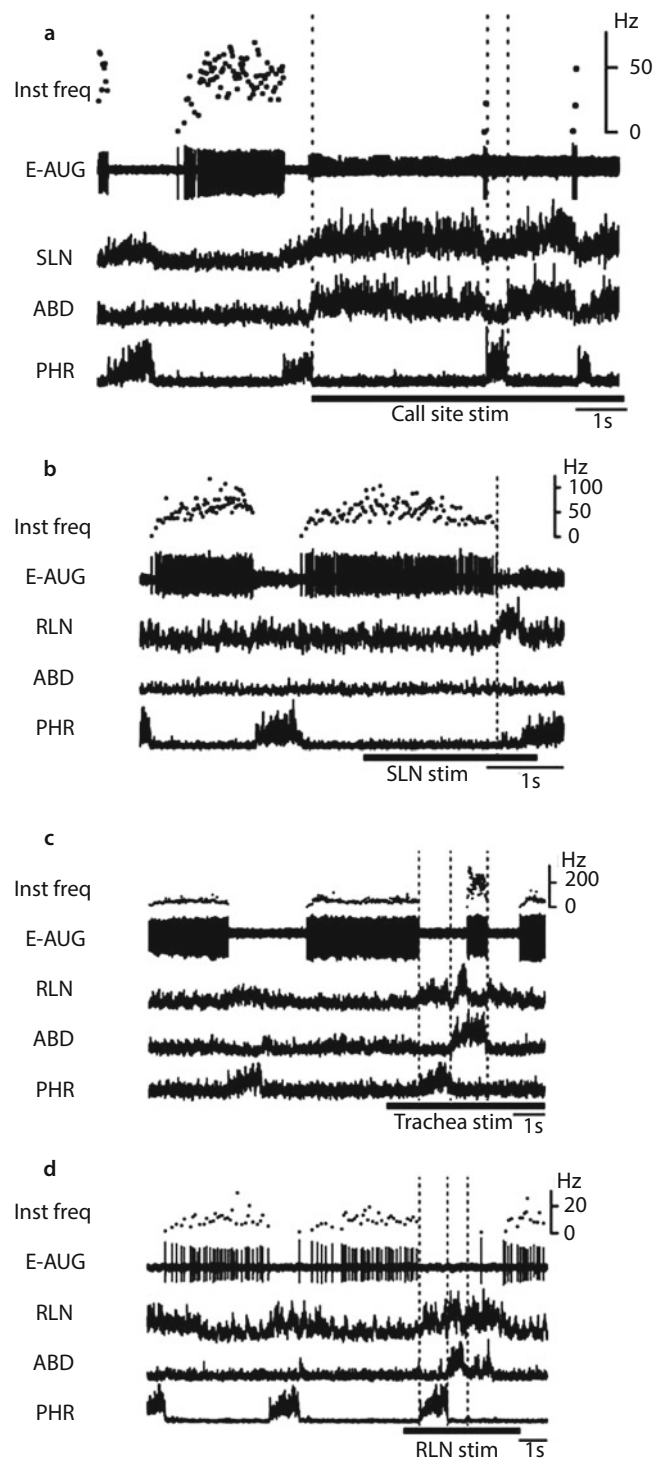 a
Hz
50
0
Inst freq
E-AUG
SLN
ABD
PHR
Call site stim
1s
b
Hz
100
50
0
Inst freq
E-AUG
RLN
ABD
PHR
SLN stim
1s
c
Hz
200
0
Inst freq
E-AUG
RLN
ABD
PHR
Trachea stim
1s
d
Hz
20
0
Inst freq
E-AUG
RLN
ABD
PHR
RLN stim
1s